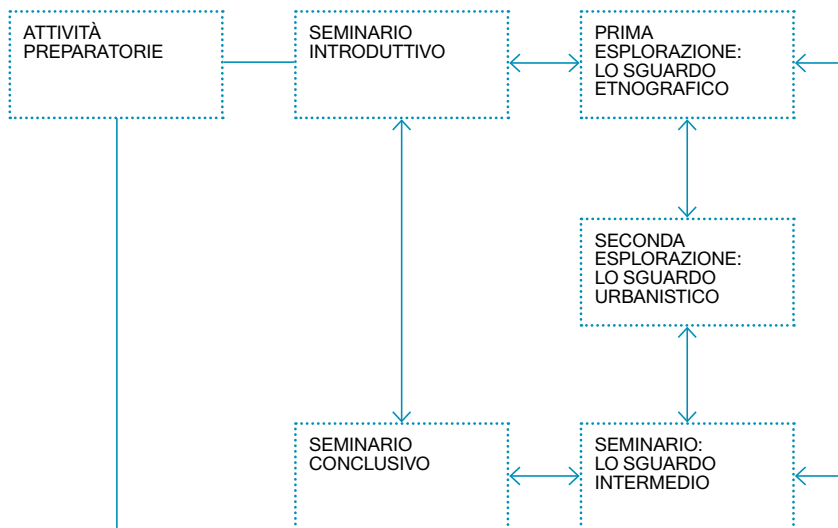 ATTIVITÀ
PREPARATORIE
SEMINARIO
INTRODUTTIVO
PRIMA
ESPLORAZIONE:
LO SGUARDO
ETNOGRAFICO
SECONDA
ESPLORAZIONE:
LO SGUARDO
URBANISTICO
SEMINARIO
CONCLUSIVO
SEMINARIO:
LO SGUARDO
INTERMEDIO